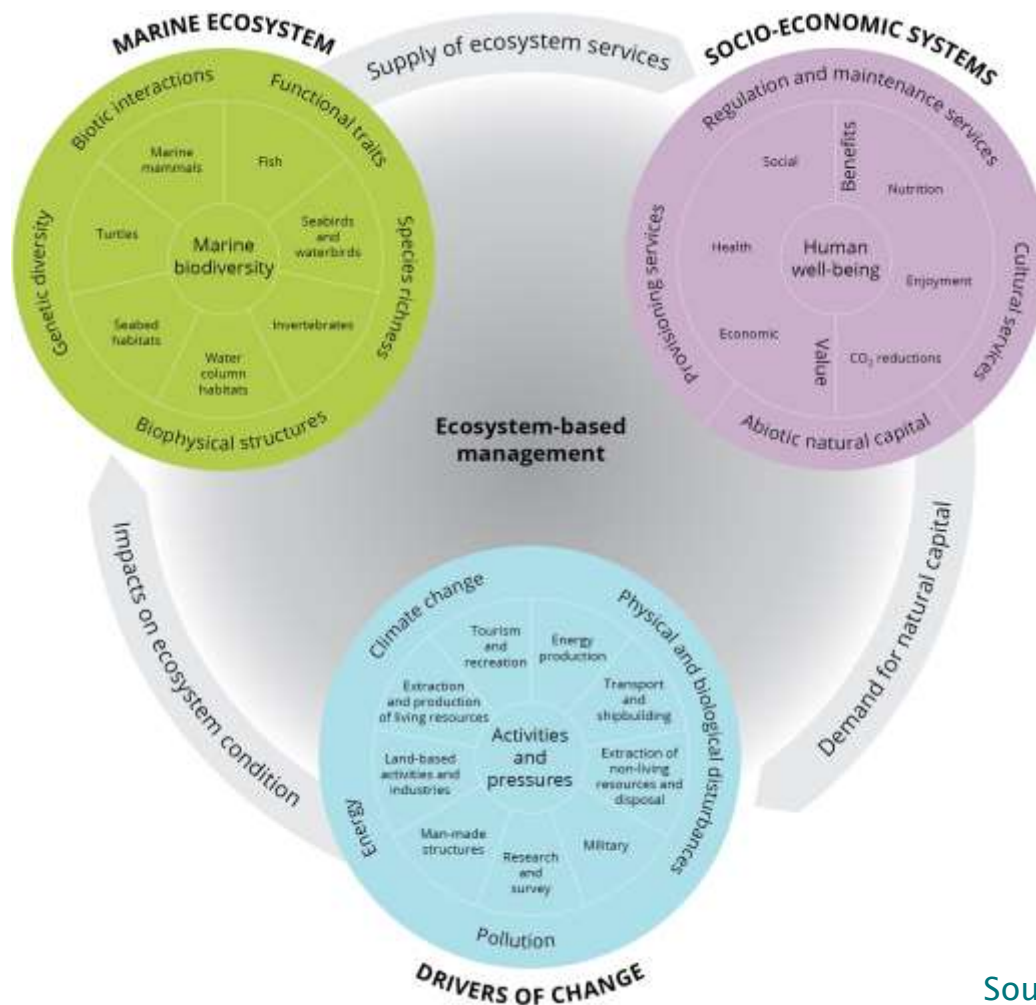 MARINE ECOSYSTEM
Supply of ecosystem services
SOCIO-ECONOMIC SYSTEMS
Biotic interactions
Functional traits
Species richness
Biophysical structures
Genetic diversity
Marine
mammals
Fish
Seabirds
and
waterbirds
Invertebrates
Water
column
habitats
Seabed
habitats
Turtles
Marine
biodiversity
Regulation and maintenance services
Cultural services
Abiotic natural capital
Provisioning services
Social
Benefits
Nutrition
Health
Human
well-being
Enjoyment
Economic
Value
CO₂ reductions
Ecosystem-based
management
Impacts on ecosystem condition
Demand for natural capital
Climate change
Physical and biological disturbances
Energy
Pollution
Tourism
and
recreation
Energy
production
Extraction
and production
of living resources
Transport
and
shipbuilding
Activities
and
pressures
Land-based
activities and
industries
Extraction of
non-living
resources and
disposal
Man-made
structures
Research
and
survey
Military
DRIVERS OF CHANGE
Sou